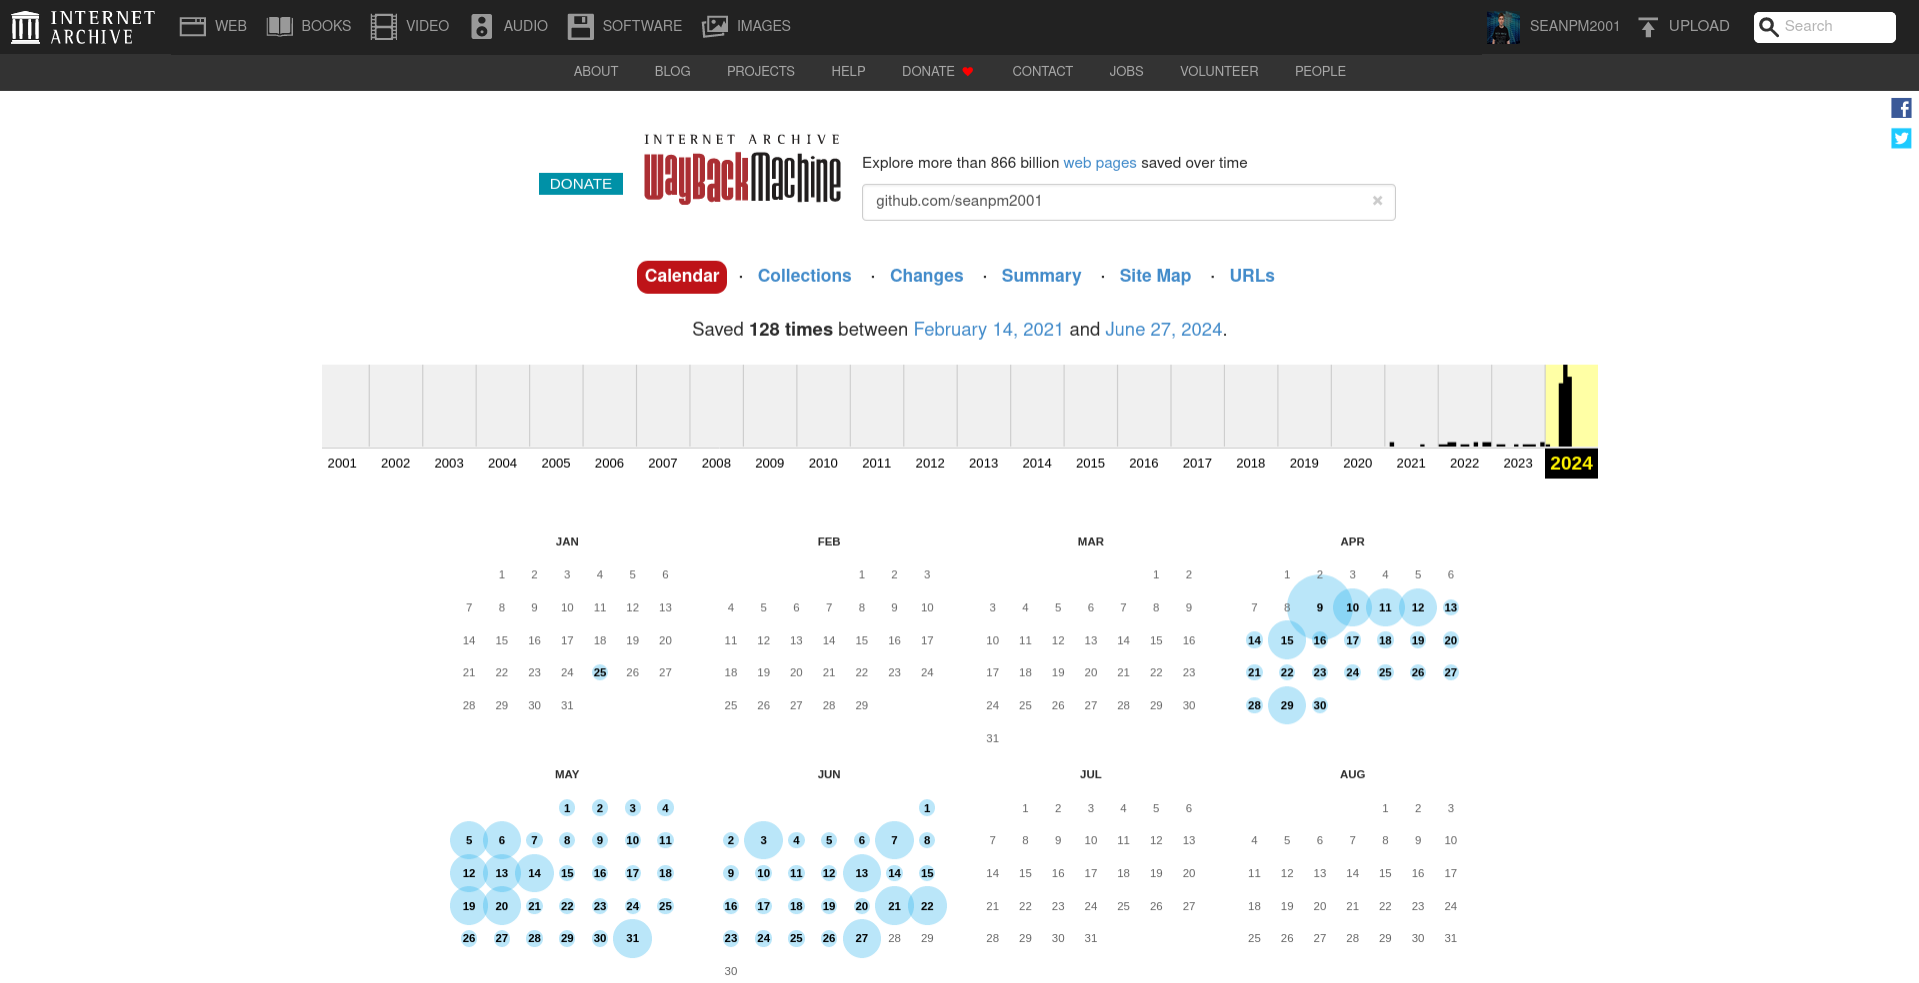 INTERNET ARCHIVE WEB BOOKS VIDEO AUDIO SOFTWARE IMAGES SEANPM2001 UPLOAD Search
ABOUT BLOG PROJECTS HELP DONATE CONTACT JOBS VOLUNTEER PEOPLE
INTERNET ARCHIVE
WayBackMachine
DONATE
Explore more than 866 billion web pages saved over time
github.com/seanpm2001 ×
Calendar · Collections · Changes · Summary · Site Map · URLs
Saved 128 times between February 14, 2021 and June 27, 2024.
2001 2002 2003 2004 2005 2006 2007 2008 2009 2010 2011 2012 2013 2014 2015 2016 2017 2018 2019 2020 2021 2022 2023 2024
JAN
1 2 3 4 5 6
7 8 9 10 11 12 13
14 15 16 17 18 19 20
21 22 23 24 25 26 27
28 29 30 31
FEB
1 2 3
4 5 6 7 8 9 10
11 12 13 14 15 16 17
18 19 20 21 22 23 24
25 26 27 28 29
MAR
1 2
3 4 5 6 7 8 9
10 11 12 13 14 15 16
17 18 19 20 21 22 23
24 25 26 27 28 29 30
31
APR
1 2 3 4 5 6
7 8 9 10 11 12 13
14 15 16 17 18 19 20
21 22 23 24 25 26 27
28 29 30
MAY
1 2 3 4
5 6 7 8 9 10 11
12 13 14 15 16 17 18
19 20 21 22 23 24 25
26 27 28 29 30 31
JUN
1
2 3 4 5 6 7 8
9 10 11 12 13 14 15
16 17 18 19 20 21 22
23 24 25 26 27 28 29
30
JUL
1 2 3 4 5 6
7 8 9 10 11 12 13
14 15 16 17 18 19 20
21 22 23 24 25 26 27
28 29 30 31
AUG
1 2 3
4 5 6 7 8 9 10
11 12 13 14 15 16 17
18 19 20 21 22 23 24
25 26 27 28 29 30 31